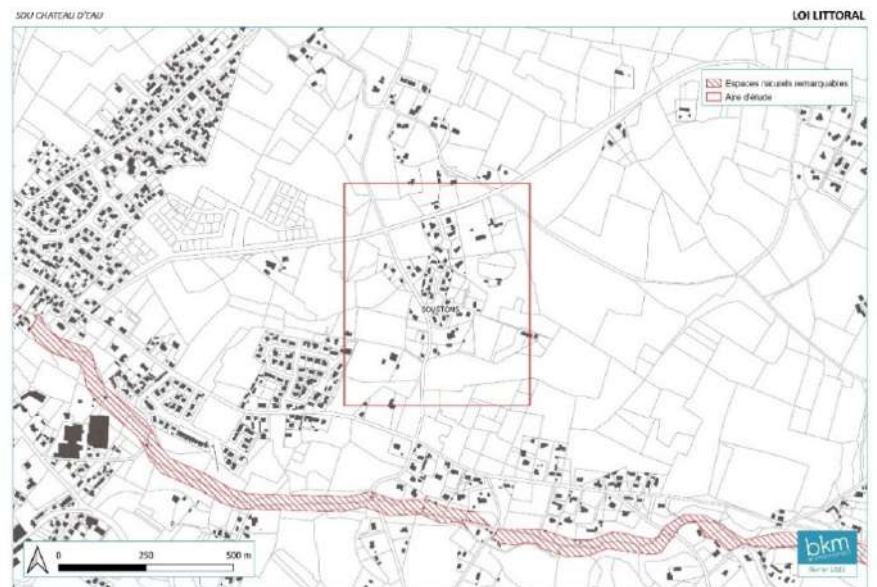 SDU CHATEAU D'EAU
LOI LITTORAL
Espaces naturels remarquables
Aire d'étude
SOUSTONS
0 250 500 m
bkm